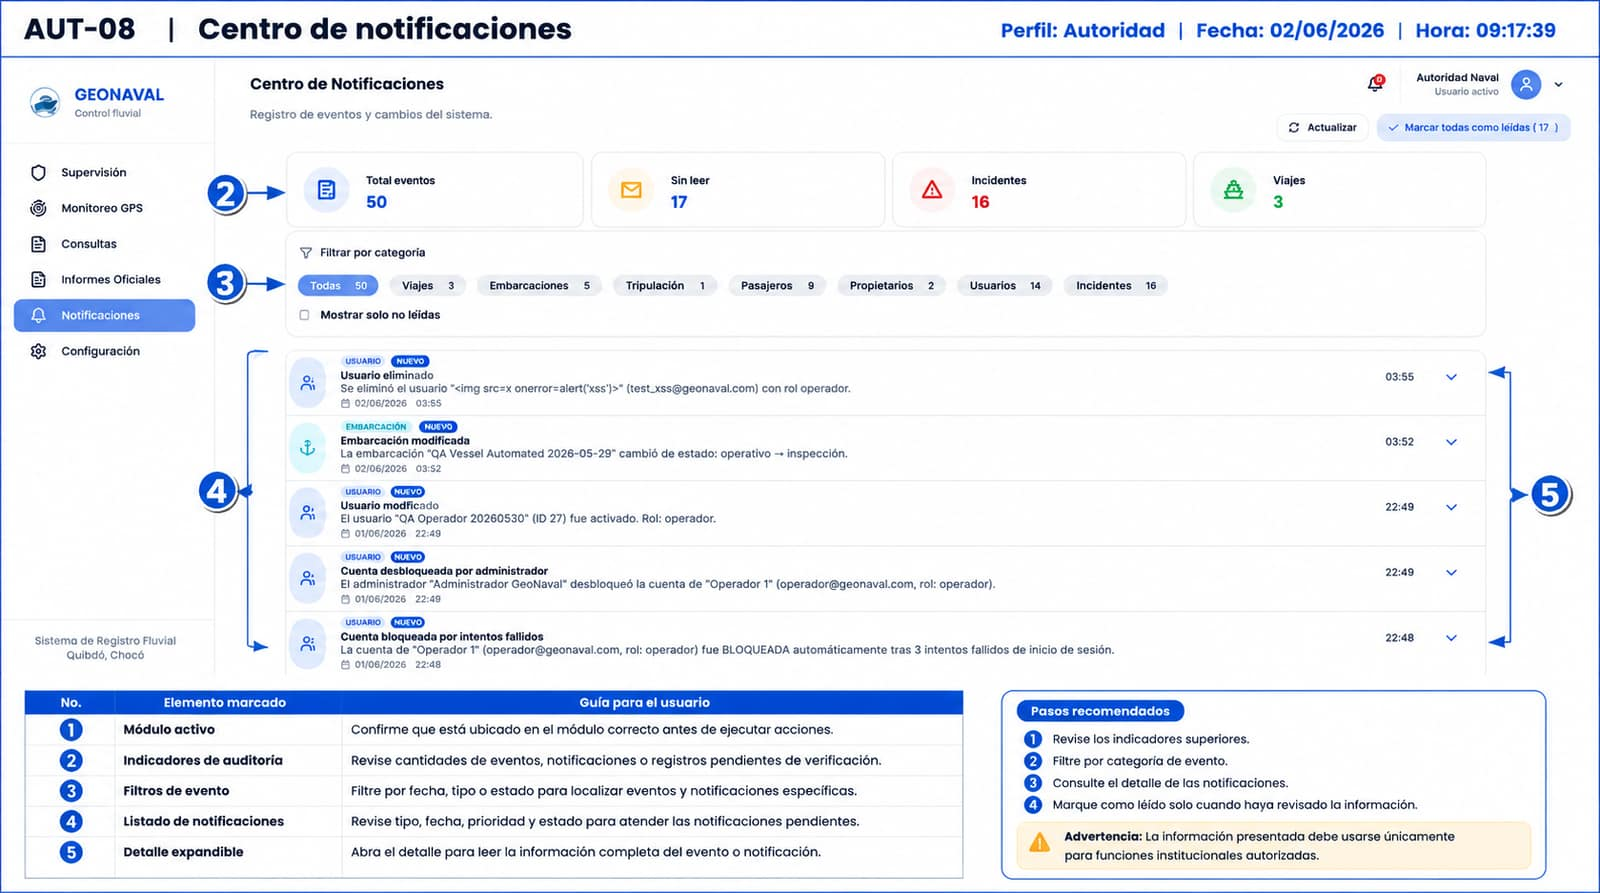 AUT-08 | Centro de notificaciones
Perfil: Autoridad | Fecha: 02/06/2026 | Hora: 09:17:39
GEONAVAL
Control fluvial
Supervisión
Monitoreo GPS
Consultas
Informes Oficiales
Notificaciones
Configuración
Sistema de Registro Fluvial
Quibdó, Chocó
Centro de Notificaciones
Registro de eventos y cambios del sistema.
0
Autoridad Naval
Usuario activo
Actualizar
Marcar todas como leídas ( 17 )
2
Total eventos
50
Sin leer
17
Incidentes
16
Viajes
3
3
Filtrar por categoría
Todas 50 Viajes 3 Embarcaciones 5 Tripulación 1 Pasajeros 9 Propietarios 2 Usuarios 14 Incidentes 16
Mostrar solo no leídas
4
5
USUARIO NUEVO
Usuario eliminado
Se eliminó el usuario "<img src=x onerror=alert('xss')>" (test_xss@geonaval.com) con rol operador.
02/06/2026 03:55
03:55
EMBARCACIÓN NUEVO
Embarcación modificada
La embarcación "QA Vessel Automated 2026-05-29" cambió de estado: operativo → inspección.
02/06/2026 03:52
03:52
USUARIO NUEVO
Usuario modficado
El usuario "QA Operador 20260530" (ID 27) fue activado. Rol: operador.
01/06/2026 22:49
22:49
USUARIO NUEVO
Cuenta desbloqueada por administrador
El administrador "Administrador GeoNaval" desbloqueó la cuenta de "Operador 1" (operador@geonaval.com, rol: operador).
01/06/2026 22:49
22:49
USUARIO NUEVO
Cuenta bloqueada por intentos fallidos
La cuenta de "Operador 1" (operador@geonaval.com, rol: operador) fue BLOQUEADA automáticamente tras 3 intentos fallidos de inicio de sesión.
01/06/2026 22:48
22:48
No. Elemento marcado Guía para el usuario
1 Módulo activo Confirme que está ubicado en el módulo correcto antes de ejecutar acciones.
2 Indicadores de auditoría Revise cantidades de eventos, notificaciones o registros pendientes de verificación.
3 Filtros de evento Filtre por fecha, tipo o estado para localizar eventos y notificaciones específicas.
4 Listado de notificaciones Revise tipo, fecha, prioridad y estado para atender las notificaciones pendientes.
5 Detalle expandible Abra el detalle para leer la información completa del evento o notificación.
Pasos recomendados
1 Revise los indicadores superiores.
2 Filtre por categoría de evento.
3 Consulte el detalle de las notificaciones.
4 Marque como léído solo cuando haya revisado la información.
Advertencia: La información presentada debe usarse únicamente
para funciones institucionales autorizadas.